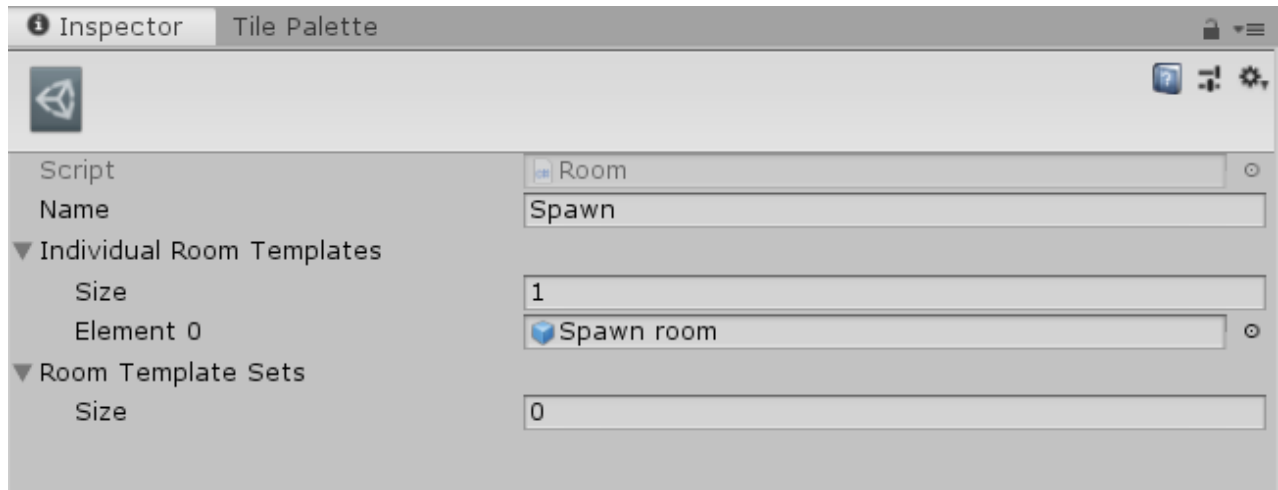 Inspector Tile Palette
Script Room
Name Spawn
Individual Room Templates
Size 1
Element 0 Spawn room
Room Template Sets
Size 0